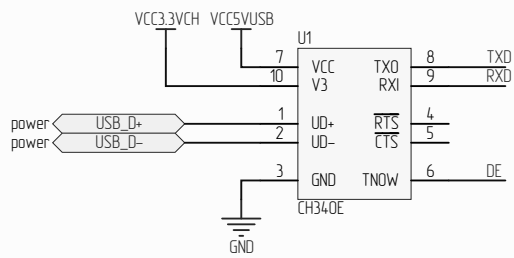 VCC3.3VCH VCC5VUSB
U1
7 VCC TXO 8 TXD
10 V3 RXI 9 RXD
power USB_D+ 1 UD+ RTS 4
power USB_D- 2 UD- CTS 5
3 GND TNOW 6 DE
CH340E
GND